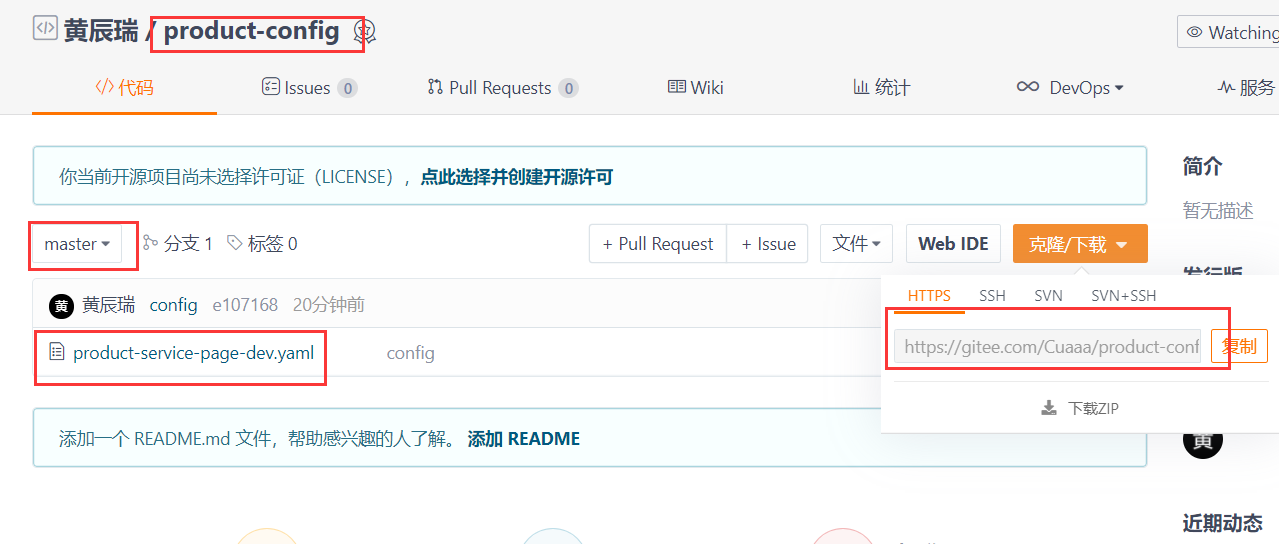 黄辰瑞 / product-config
Watching
代码 Issues 0 Pull Requests 0 Wiki 统计 DevOps 服务
你当前开源项目尚未选择许可证（LICENSE），点此选择并创建开源许可
简介
暂无描述
master 分支 1 标签 0 + Pull Request + Issue 文件 Web IDE 克隆/下载
发行版
HTTPS SSH SVN SVN+SSH
黄 黄辰瑞 config e107168 20分钟前
https://gitee.com/Cuaaa/product-conf 复制
product-service-page-dev.yaml config
下载ZIP
添加一个 README.md 文件，帮助感兴趣的人了解。添加 README
黄
近期动态